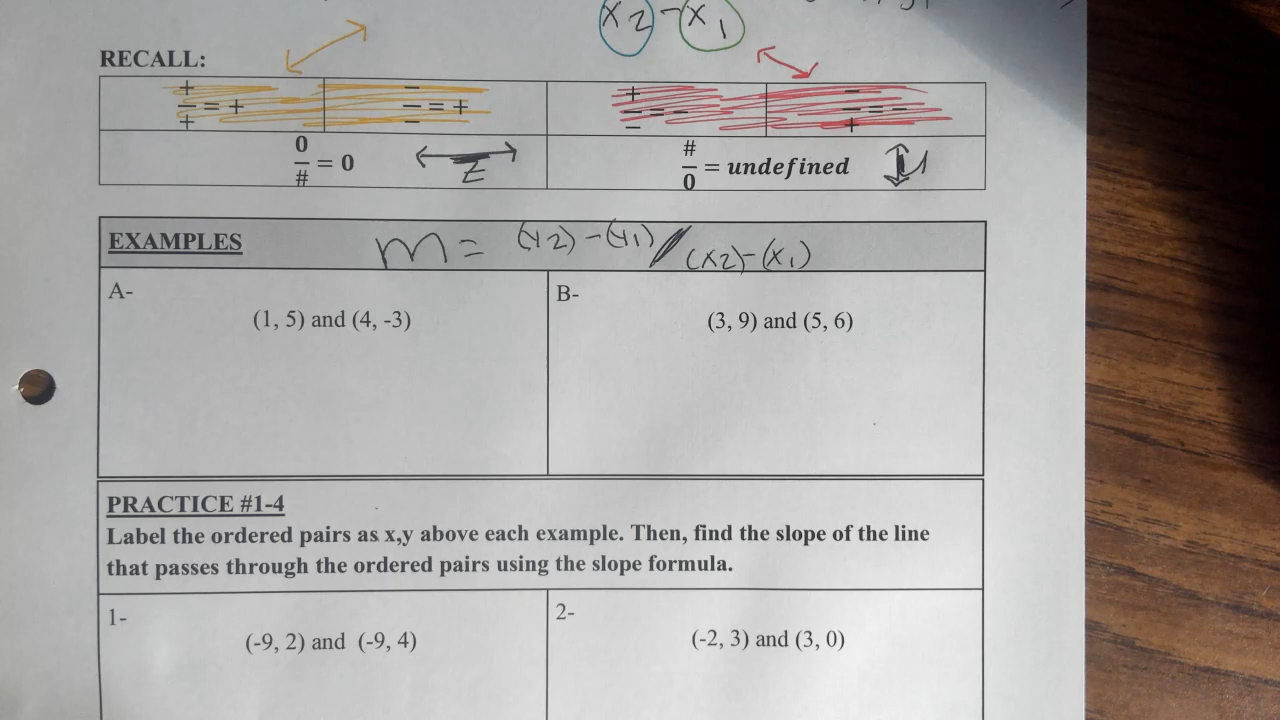 x2 - x1
RECALL:
+/+ = +
-/- = +
+/- = -
-/+ = -
0/# = 0
Z
#/0 = undefined
U
EXAMPLES
m = (y2) - (y1) / (x2) - (x1)
A-
(1, 5) and (4, -3)
B-
(3, 9) and (5, 6)
PRACTICE #1-4
Label the ordered pairs as x,y above each example. Then, find the slope of the line
that passes through the ordered pairs using the slope formula.
1-
(-9, 2) and (-9, 4)
2-
(-2, 3) and (3, 0)